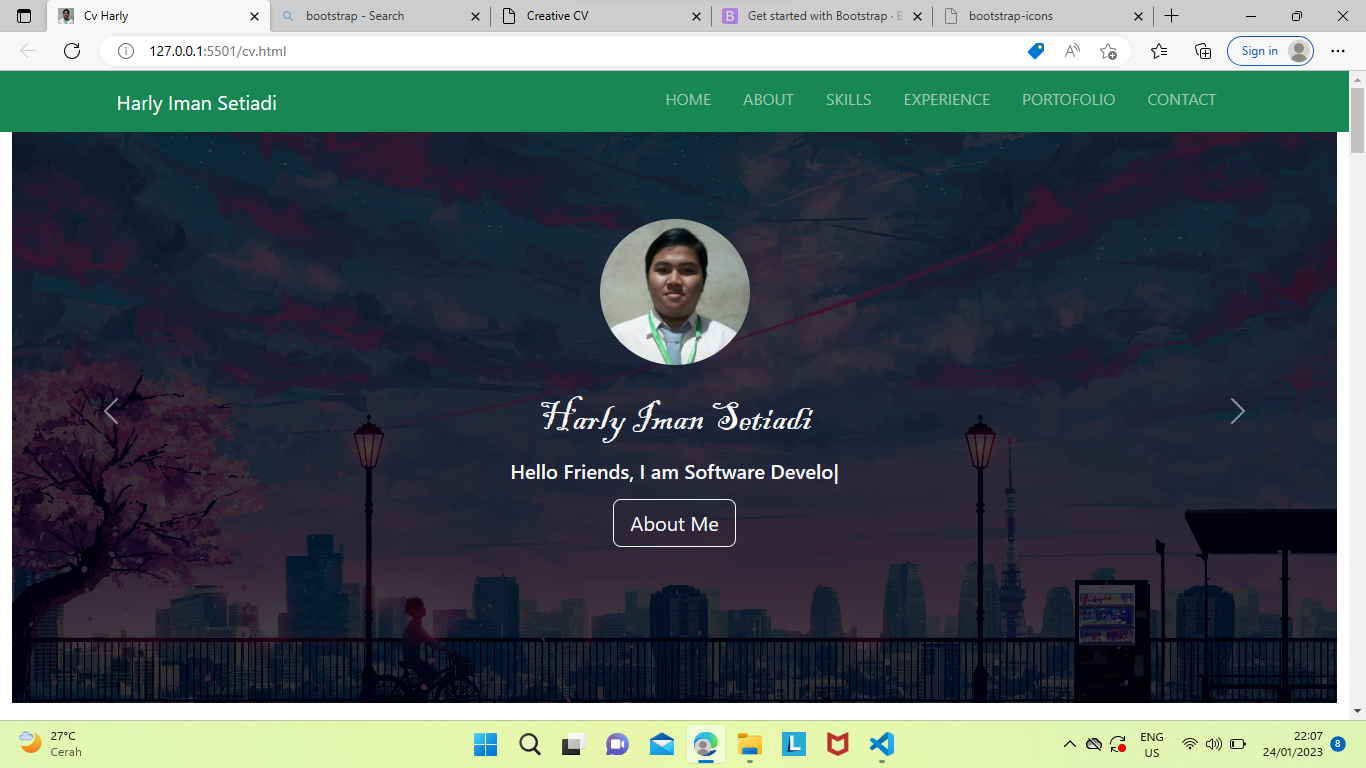 Cv Harly
bootstrap - Search
Creative CV
Get started with Bootstrap · B
bootstrap-icons
127.0.0.1:5501/cv.html
Sign in
Harly Iman Setiadi
HOME ABOUT SKILLS EXPERIENCE PORTOFOLIO CONTACT
Harly Iman Setiadi
Hello Friends, I am Software Develo|
About Me
27°C
Cerah
ENG
US
22:07
24/01/2023
8